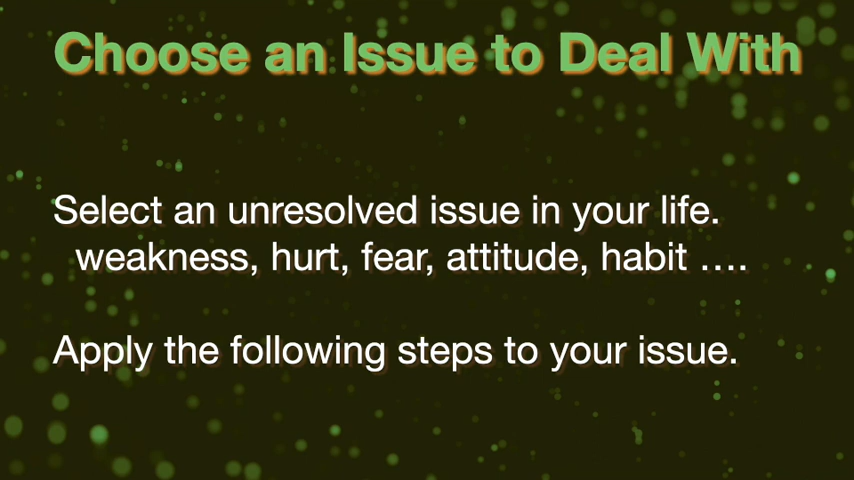 Choose an Issue to Deal With
Select an unresolved issue in your life.
weakness, hurt, fear, attitude, habit ....
Apply the following steps to your issue.